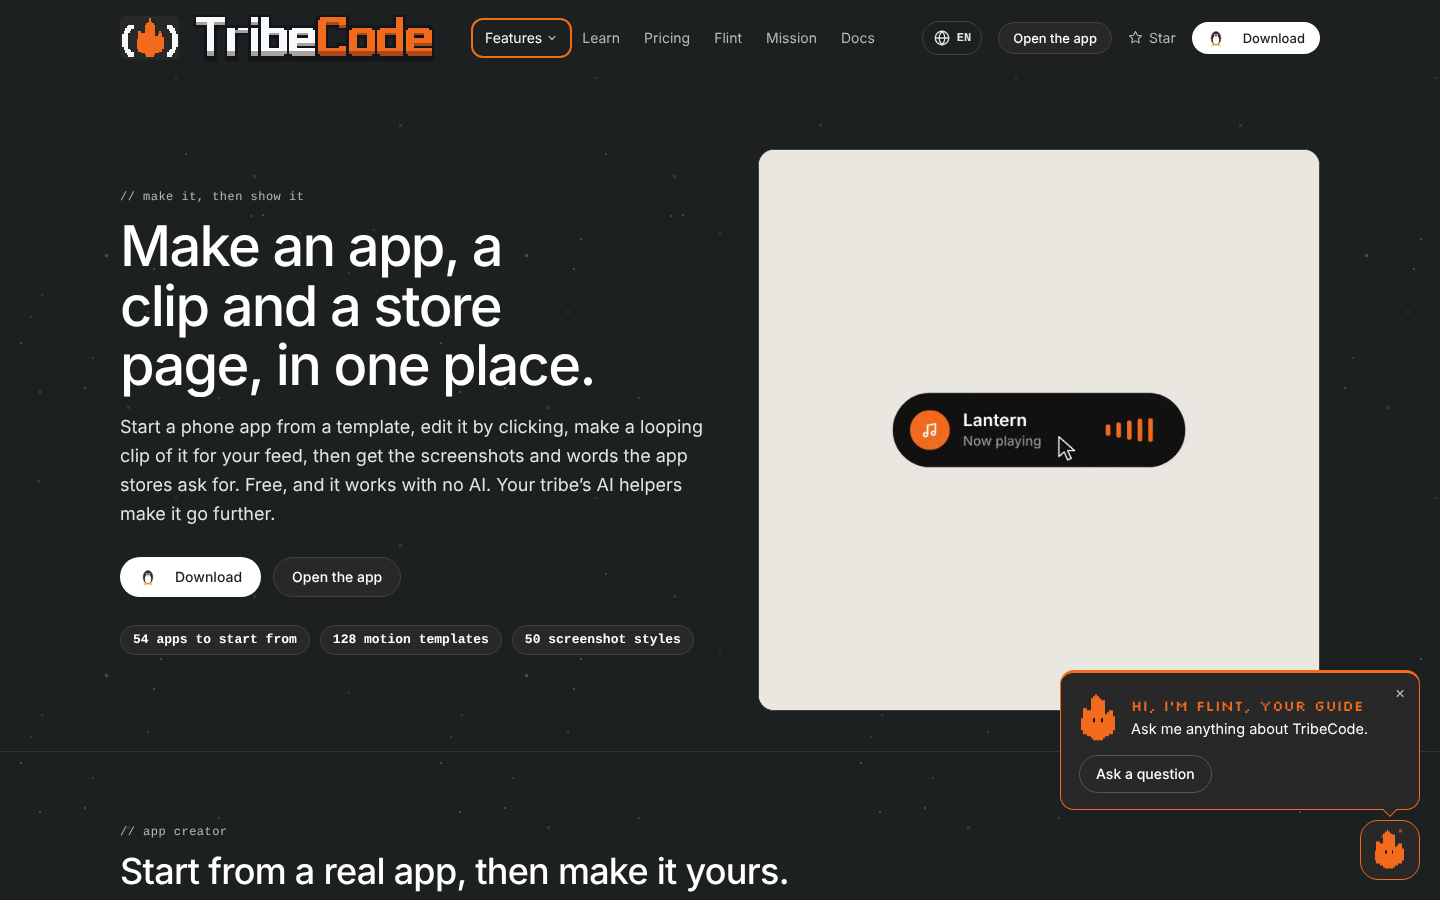 TribeCode
Features
Learn
Pricing
Flint
Mission
Docs
EN
Open the app
Star
Download
// make it, then show it
Make an app, a
clip and a store
page, in one place.
Start a phone app from a template, edit it by clicking, make a looping
clip of it for your feed, then get the screenshots and words the app
stores ask for. Free, and it works with no AI. Your tribe's AI helpers
make it go further.
Download
Open the app
54 apps to start from
128 motion templates
50 screenshot styles
Lantern
Now playing
HI, I'M FLINT, YOUR GUIDE
Ask me anything about TribeCode.
Ask a question
// app creator
Start from a real app, then make it yours.